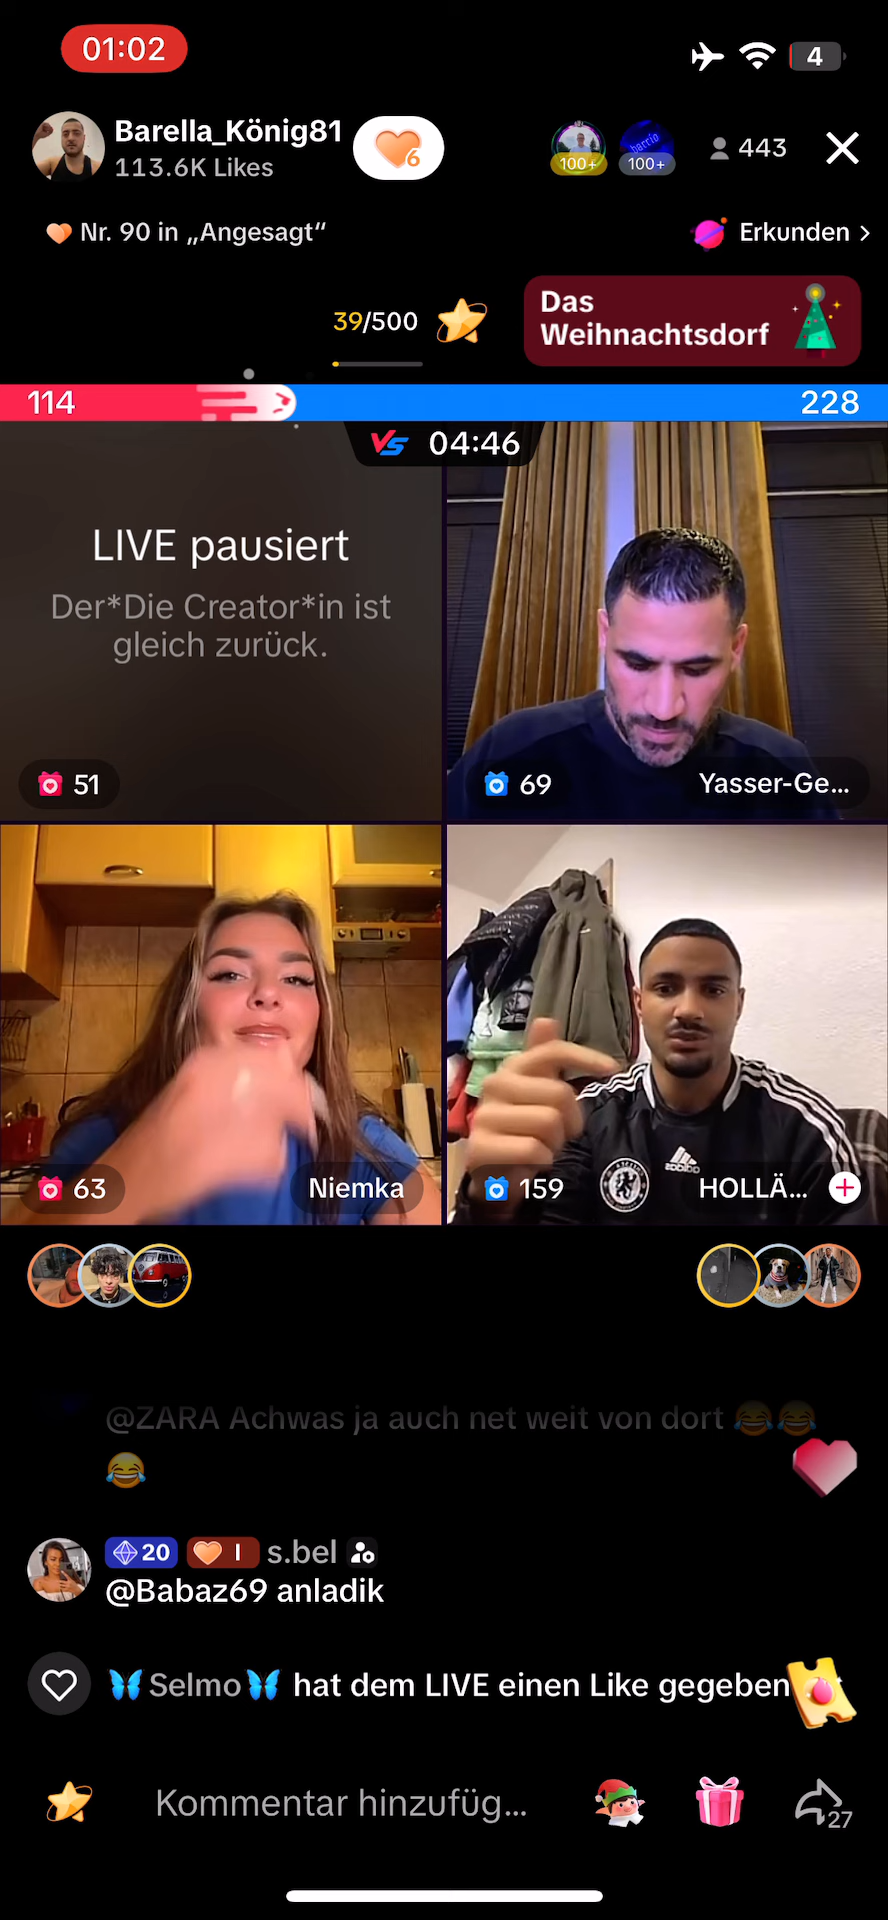 01:02
4
Barella_König81
113.6K Likes
6
100+
100+
443
Nr. 90 in „Angesagt“
Erkunden >
39/500
Das
Weihnachtsdorf
114
228
VS 04:46
LIVE pausiert
Der*Die Creator*in ist
gleich zurück.
51
69
Yasser-Ge...
63
Niemka
159
HOLLÄ...
@ZARA Achwas ja auch net weit von dort 😂😂
😂
20 I s.bel
@Babaz69 anladik
🦋Selmo🦋 hat dem LIVE einen Like gegeben
Kommentar hinzufüg...
27